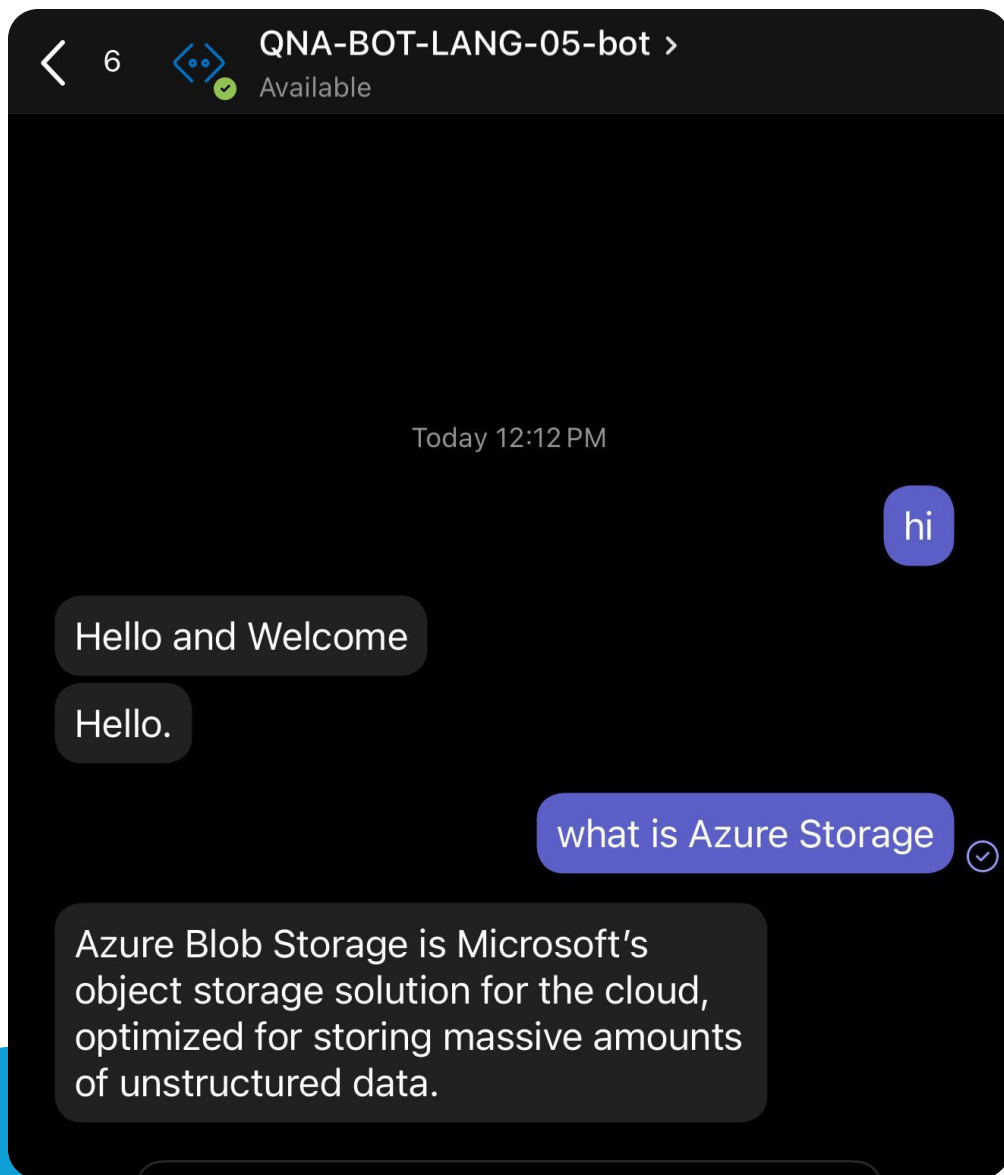 6
QNA-BOT-LANG-05-bot >
Available
Today 12:12 PM
hi
Hello and Welcome
Hello.
what is Azure Storage
Azure Blob Storage is Microsoft’s
object storage solution for the cloud,
optimized for storing massive amounts
of unstructured data.